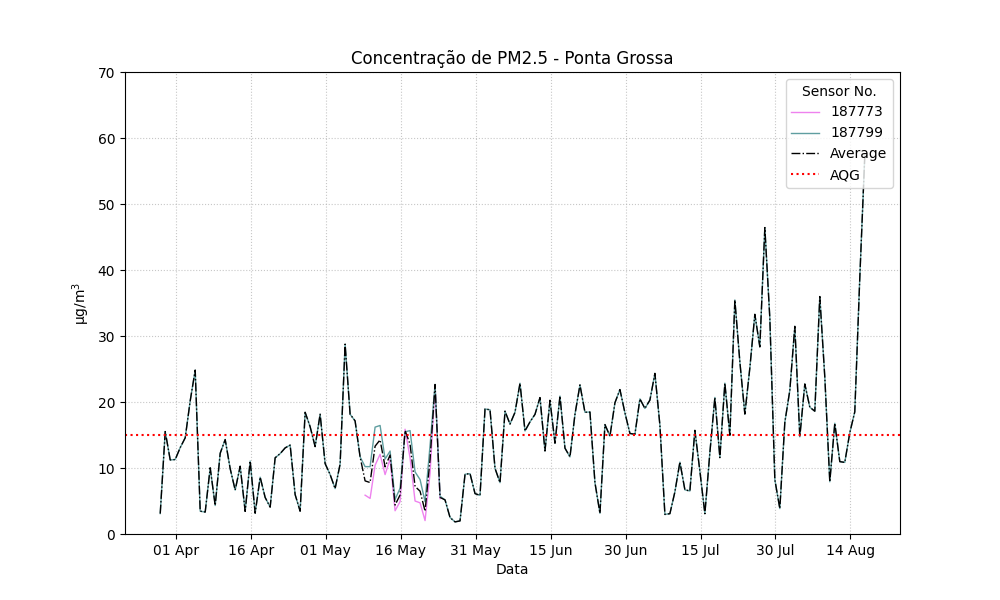 Concentração de PM2.5 - Ponta Grossa
70
60
50
40
30
20
10
0
µg/m³
Sensor No.
187773
187799
Average
AQG
01 Apr
16 Apr
01 May
16 May
31 May
15 Jun
30 Jun
15 Jul
30 Jul
14 Aug
Data